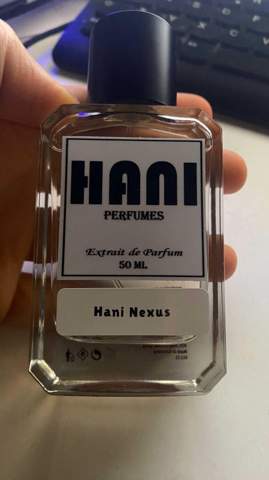 HANI
PERFUMES
Extrait de Parfum
50 ML
Hani Nexus